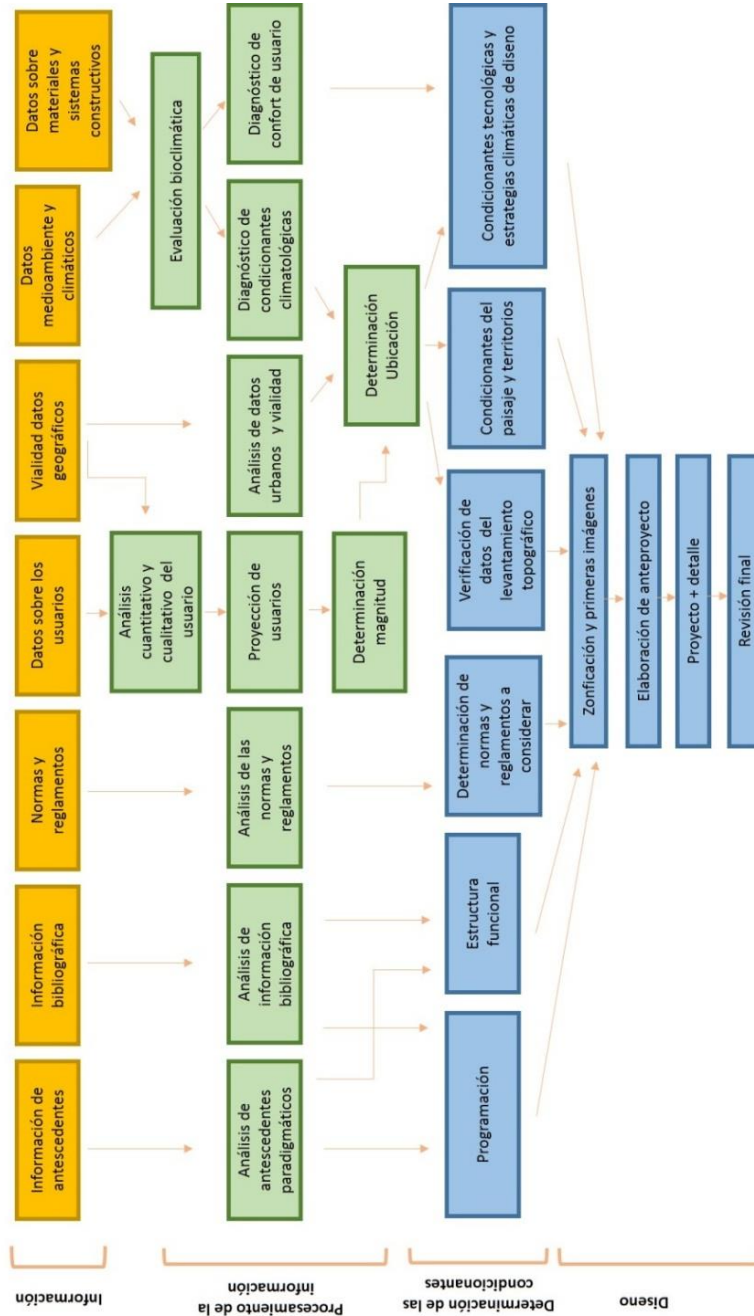 Información
Información de
antescedentes
Información
bibliográfica
Normas y
reglamentos
Datos sobre los
usuarios
Vialidad datos
geográficos
Datos
medioambiente y
climáticos
Datos sobre
materiales y
sistemas
constructivos
Procesamiento de la
información
Análisis
cuantitativo y
cualitativo del
usuario
Evaluación bioclimática
Análisis de
antescedentes
paradigmáticos
Análisis de
información
bibliográfica
Análisis de las
normas y
reglamentos
Proyección de
usuarios
Análisis de datos
urbanos y vialidad
Diagnóstico de
condicionantes
climatológicas
Diagnóstico de
confort de usuario
Determinación
magnitud
Determinación
Ubicación
Determinación de las
condicionantes
Programación
Estructura
funcional
Determinación de
normas y
reglamentos a
considerar
Verificación de
datos del
levantamiento
topográfico
Condicionantes del
paisaje y territorios
Condicionantes tecnológicas y
estrategias climáticas de diseno
Diseno
Zonficación y primeras imágenes
Elaboración de anteproyecto
Proyecto + detalle
Revisión final